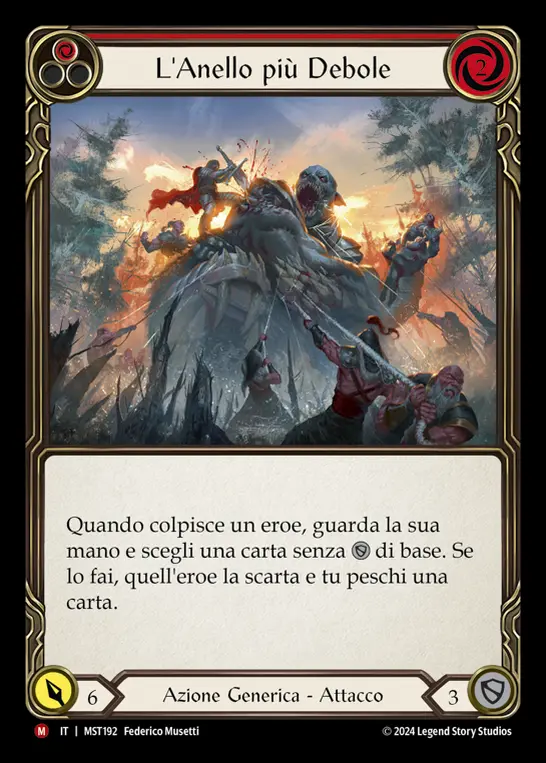 L'Anello più Debole
2
Quando colpisce un eroe, guarda la sua
mano e scegli una carta senza di base. Se
lo fai, quell'eroe la scarta e tu peschi una
carta.
6
Azione Generica - Attacco
3
M IT | MST192 Federico Musetti
© 2024 Legend Story Studios